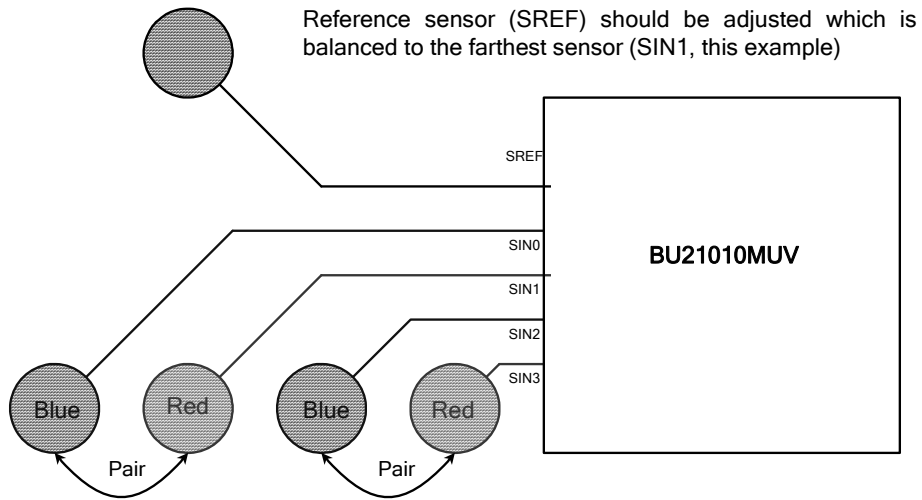 Reference sensor (SREF) should be adjusted which is
balanced to the farthest sensor (SIN1, this example)
SREF
SIN0
BU21010MUV
SIN1
SIN2
SIN3
Blue
Red
Blue
Red
Pair
Pair